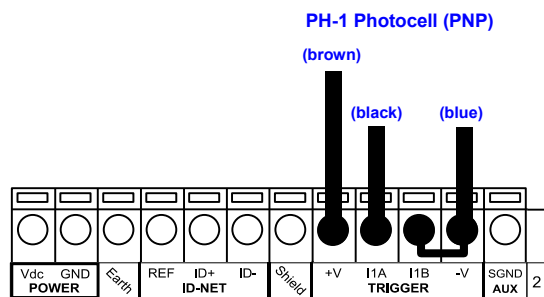 PH-1 Photocell (PNP)
(brown)
(black) (blue)
Vdc GND Earth REF ID+ ID- Shield +V I1A I1B -V SGND 2
POWER ID-NET TRIGGER AUX